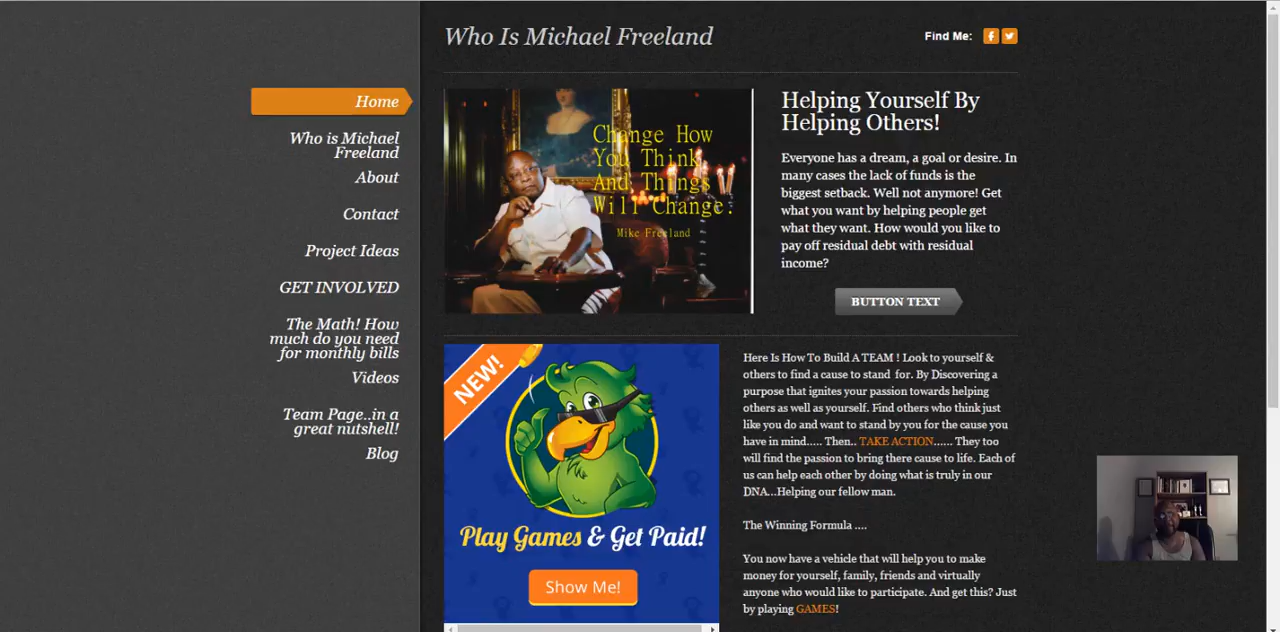 Who Is Michael Freeland
Find Me:
Home
Who is Michael
Freeland
About
Contact
Project Ideas
GET INVOLVED
The Math! How
much do you need
for monthly bills
Videos
Team Page..in a
great nutshell!
Blog
Change How
You Think
And Things
Will Change.
Mike Freeland
Helping Yourself By
Helping Others!
Everyone has a dream, a goal or desire. In
many cases the lack of funds is the
biggest setback. Well not anymore! Get
what you want by helping people get
what they want. How would you like to
pay off residual debt with residual
income?
BUTTON TEXT
NEW!
Play Games & Get Paid!
Show Me!
Here Is How To Build A TEAM ! Look to yourself &
others to find a cause to stand for. By Discovering a
purpose that ignites your passion towards helping
others as well as yourself. Find others who think just
like you do and want to stand by you for the cause you
have in mind..... Then.. TAKE ACTION...... They too
will find the passion to bring there cause to life. Each of
us can help each other by doing what is truly in our
DNA...Helping our fellow man.
The Winning Formula ....
You now have a vehicle that will help you to make
money for yourself, family, friends and virtually
anyone who would like to participate. And get this? Just
by playing GAMES!